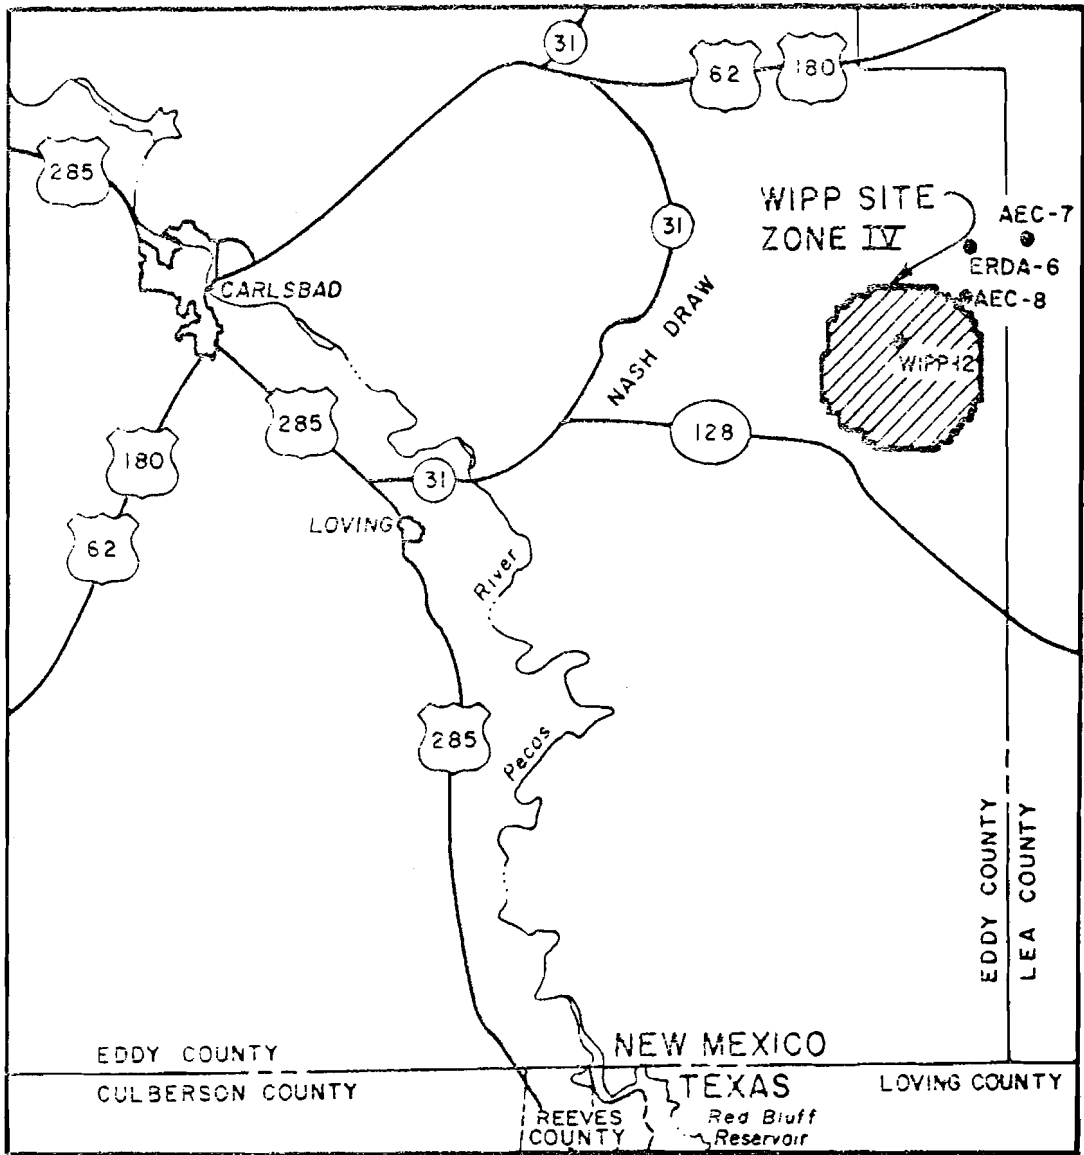 31
62
180
285
WIPP SITE
ZONE IV
AEC-7
31
ERDA-6
CARLSBAD
AEC-8
NASH DRAW
WIPP-12
285
128
180
31
LOVING
62
River
285
Pecos
EDDY COUNTY
LEA COUNTY
NEW MEXICO
EDDY COUNTY
TEXAS
CULBERSON COUNTY
LOVING COUNTY
REEVES
COUNTY
Red Bluff
Reservoir